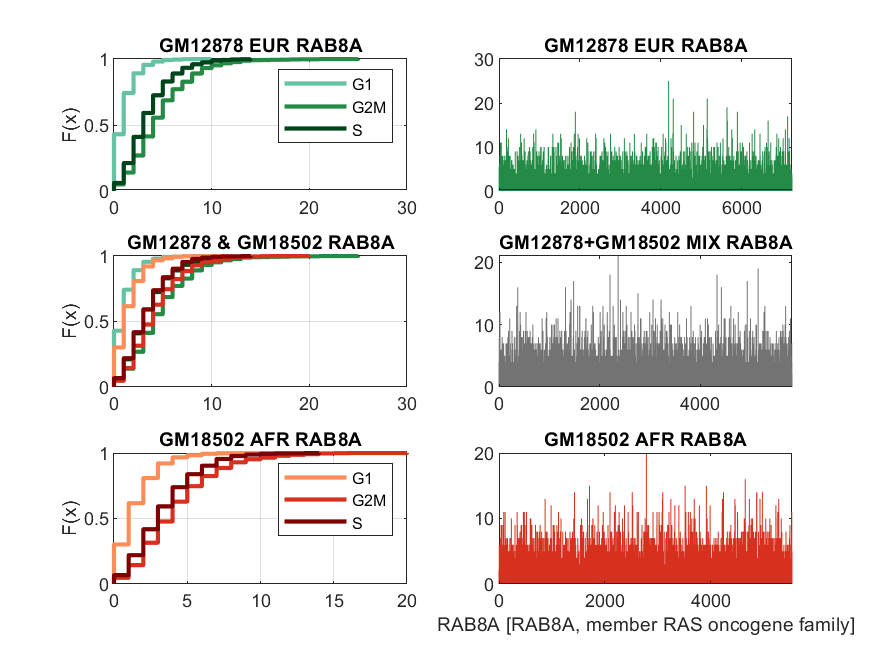 GM12878 EUR RAB8A
F(x)
1
0.5
0
0 10 20 30
G1
G2M
S
GM12878 EUR RAB8A
30
20
10
0
0 2000 4000 6000
GM12878 & GM18502 RAB8A
F(x)
1
0.5
0
0 10 20 30
GM12878+GM18502 MIX RAB8A
20
10
0
0 2000 4000
GM18502 AFR RAB8A
F(x)
1
0.5
0
0 5 10 15 20
G1
G2M
S
GM18502 AFR RAB8A
20
10
0
0 2000 4000
RAB8A [RAB8A, member RAS oncogene family]